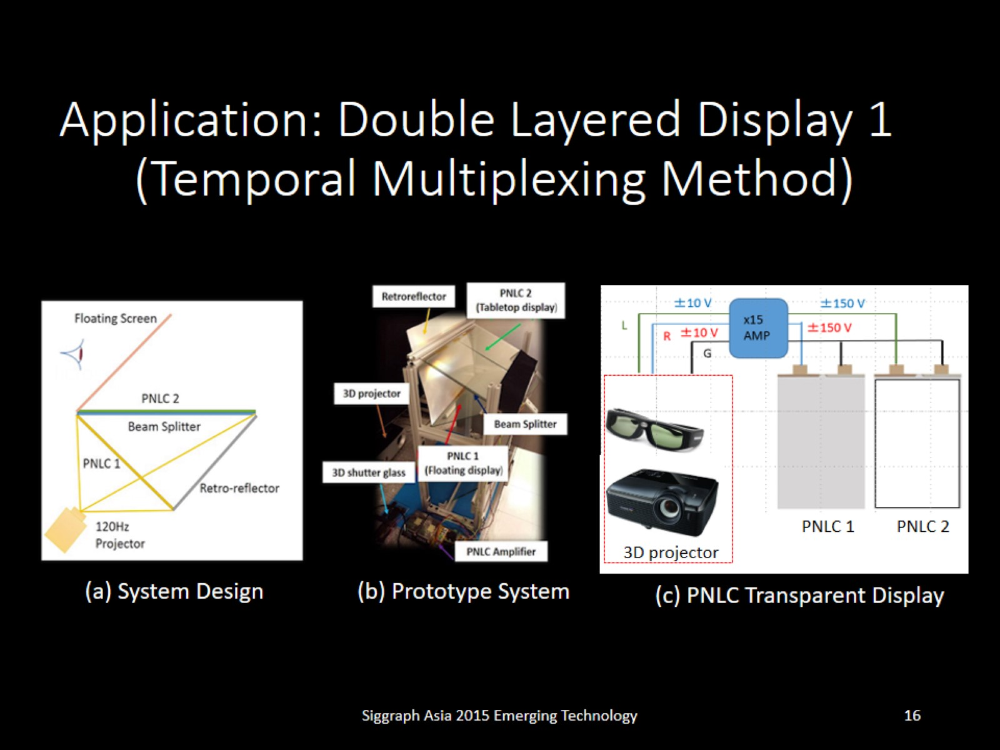 Application: Double Layered Display 1
(Temporal Multiplexing Method)
Floating Screen
PNLC 2
Beam Splitter
PNLC 1
Retro-reflector
120Hz
Projector
(a) System Design
Retroreflector
PNLC 2
(Tabletop display)
3D projector
Beam Splitter
PNLC 1
(Floating display)
3D shutter glass
PNLC Amplifier
(b) Prototype System
±10 V
±150 V
L
R
±10 V
x15
AMP
±150 V
G
PNLC 1
PNLC 2
3D projector
(c) PNLC Transparent Display
Siggraph Asia 2015 Emerging Technology
16